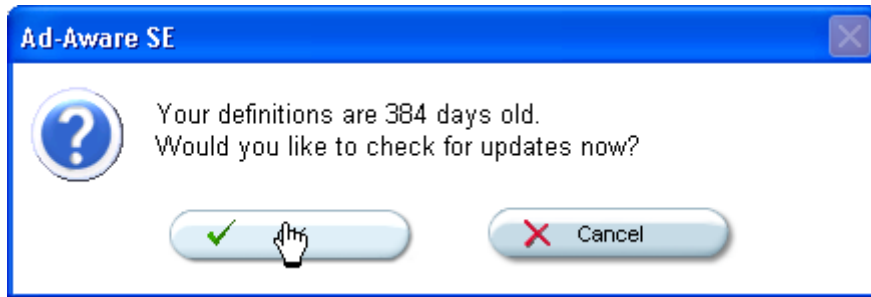 Ad-Aware SE
Your definitions are 384 days old.
Would you like to check for updates now?
Cancel